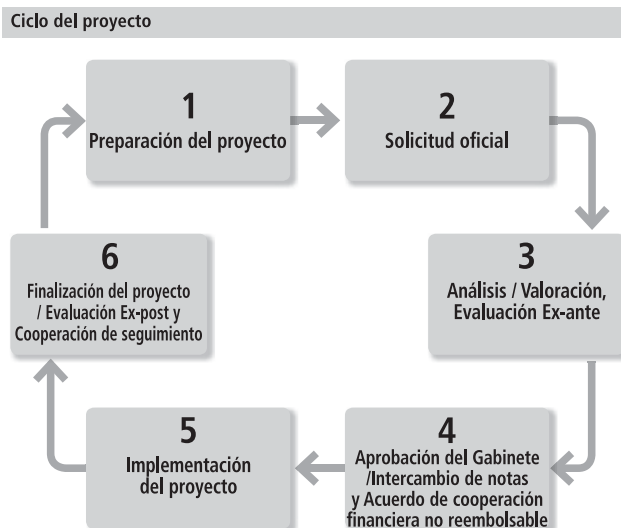 Ciclo del proyecto
1
Preparación del proyecto
2
Solicitud oficial
3
Análisis / Valoración,
Evaluación Ex-ante
4
Aprobación del Gabinete
/Intercambio de notas
y Acuerdo de cooperación
financiera no reembolsable
5
Implementación
del proyecto
6
Finalización del proyecto
/ Evaluación Ex-post y
Cooperación de seguimiento